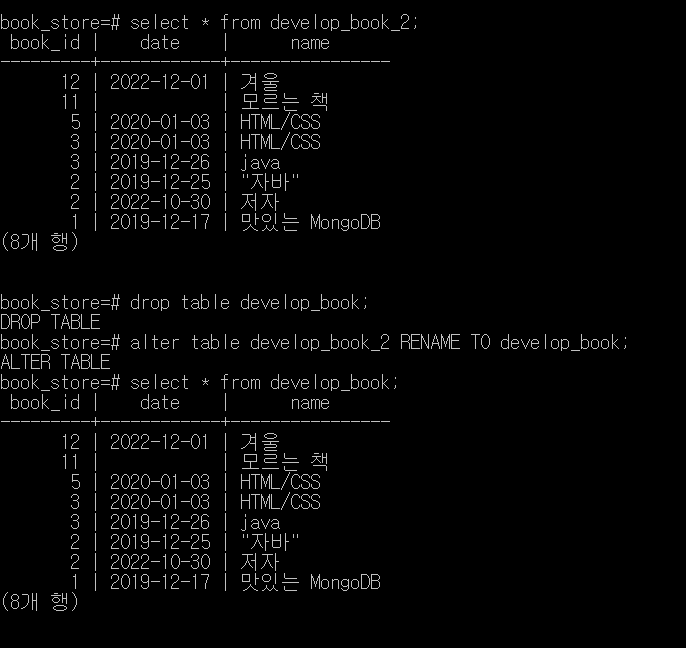 book_store=# select * from develop_book_2;
 book_id |    date    |      name
---------+------------+----------------
      12 | 2022-12-01 | 겨울
      11 |            | 모르는 책
       5 | 2020-01-03 | HTML/CSS
       3 | 2020-01-03 | HTML/CSS
       3 | 2019-12-26 | java
       2 | 2019-12-25 | "자바"
       2 | 2022-10-30 | 저자
       1 | 2019-12-17 | 맛있는 MongoDB
(8개 행)
book_store=# drop table develop_book;
DROP TABLE
book_store=# alter table develop_book_2 RENAME TO develop_book;
ALTER TABLE
book_store=# select * from develop_book;
 book_id |    date    |      name
---------+------------+----------------
      12 | 2022-12-01 | 겨울
      11 |            | 모르는 책
       5 | 2020-01-03 | HTML/CSS
       3 | 2020-01-03 | HTML/CSS
       3 | 2019-12-26 | java
       2 | 2019-12-25 | "자바"
       2 | 2022-10-30 | 저자
       1 | 2019-12-17 | 맛있는 MongoDB
(8개 행)